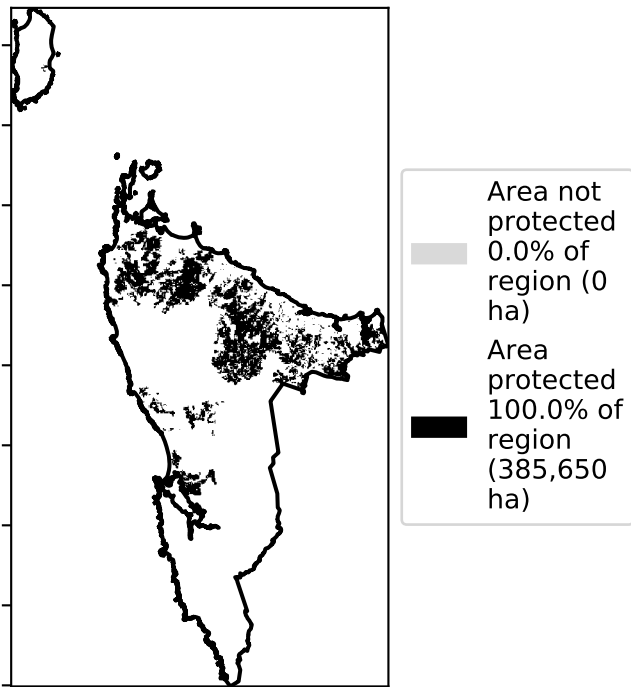 Area not
protected
0.0% of
region (0
ha)
Area
protected
100.0% of
region
(385,650
ha)